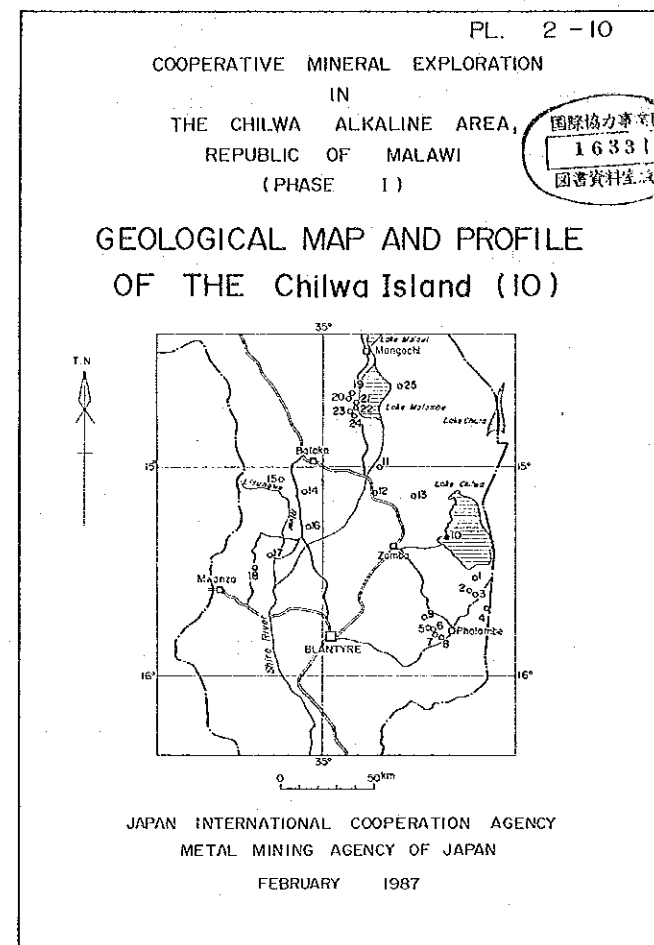 PL. 2-10
COOPERATIVE MINERAL EXPLORATION
IN
THE CHILWA ALKALINE AREA,
REPUBLIC OF MALAWI
(PHASE I)
国際協力事業
16331
図書資料室
GEOLOGICAL MAP AND PROFILE
OF THE Chilwa Island (10)
T.N
35°
Lake Malawi
Mangochi
19
25
20
21
23
22
Lake Malombe
24
Lake Chiuta
Balaka
15°
11
15°
Lisungwe
15
14
12
13
Lake Chilwa
16
10
17
Zomba
18
Mwanza
1
2
3
4
9
5
6
Phalombe
7
8
BLANTYRE
Shire River
16°
16°
35°
0 50km
JAPAN INTERNATIONAL COOPERATION AGENCY
METAL MINING AGENCY OF JAPAN
FEBRUARY 1987